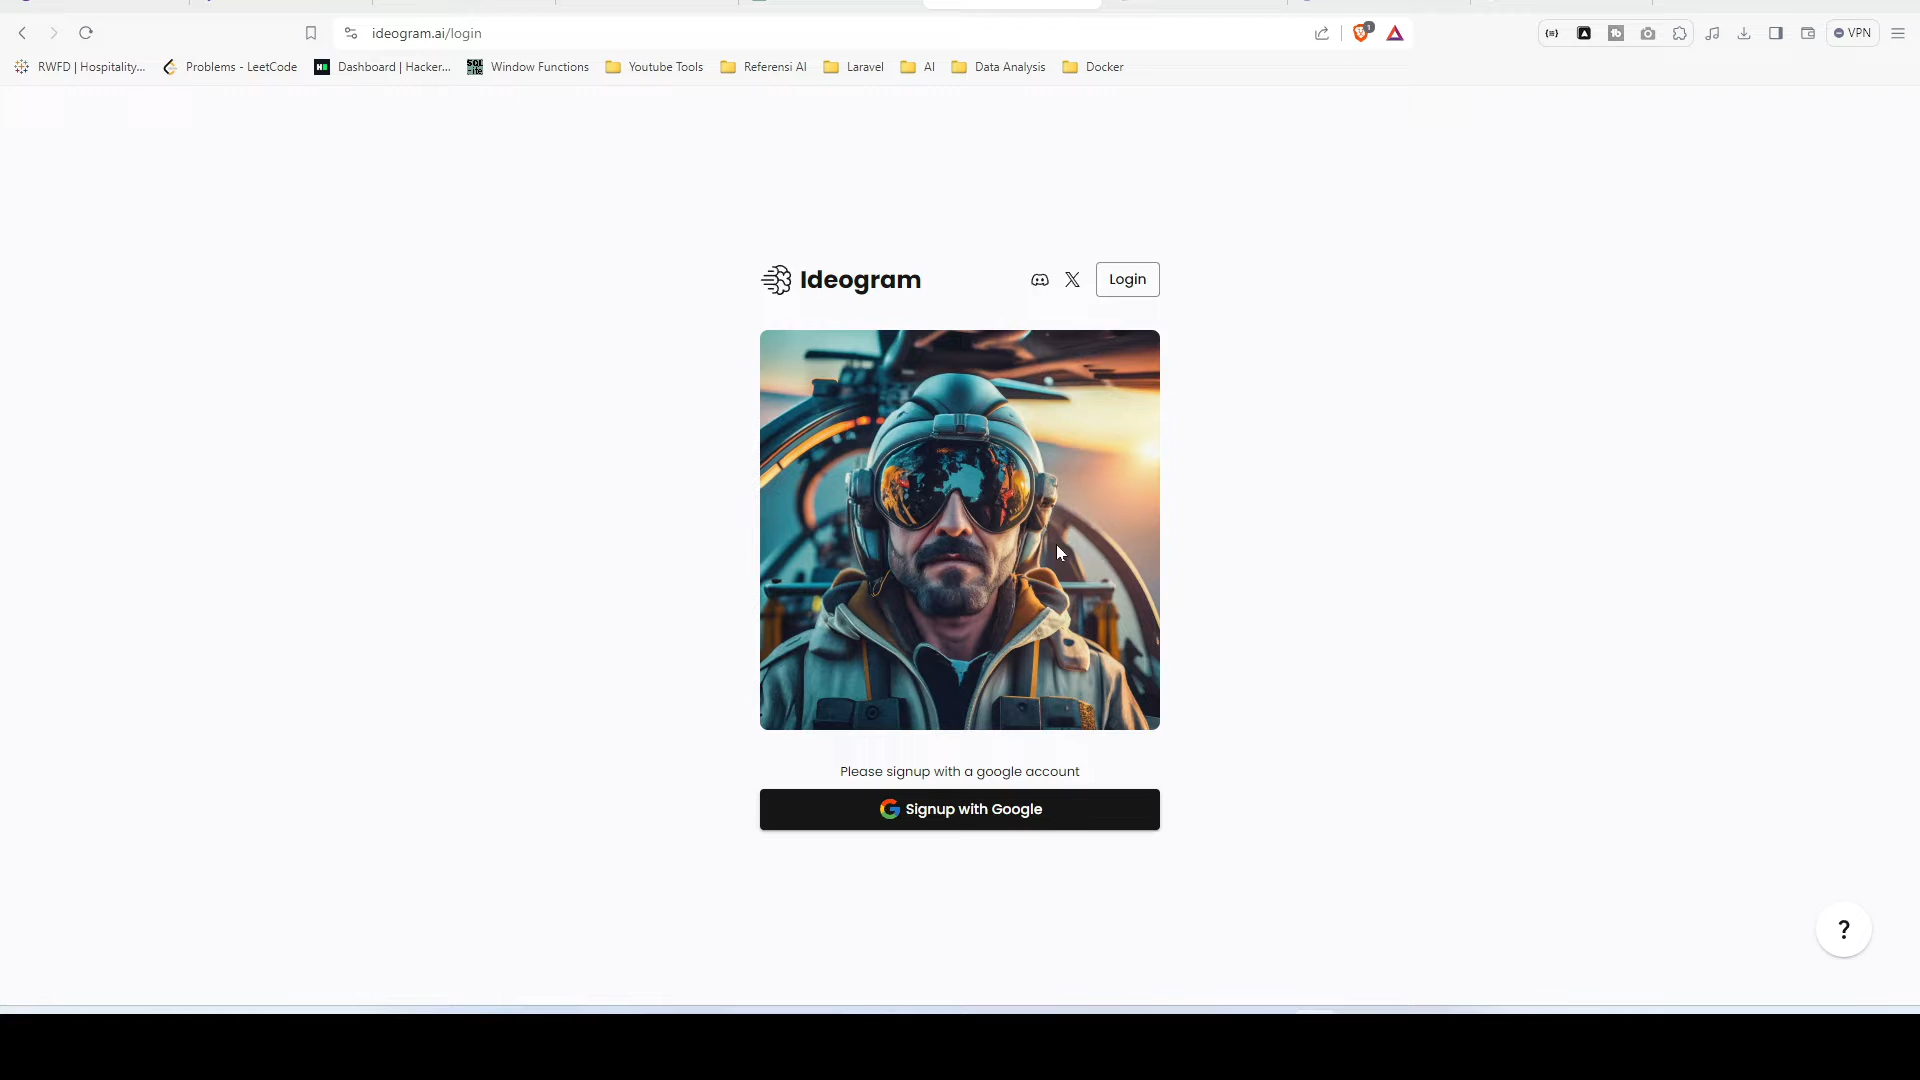 ideogram.ai/login
1
VPN
RWFD | Hospitality...
Problems - LeetCode
Dashboard | Hacker...
Window Functions
Youtube Tools
Referensi AI
Laravel
AI
Data Analysis
Docker
Ideogram
Login
Please signup with a google account
Signup with Google
?